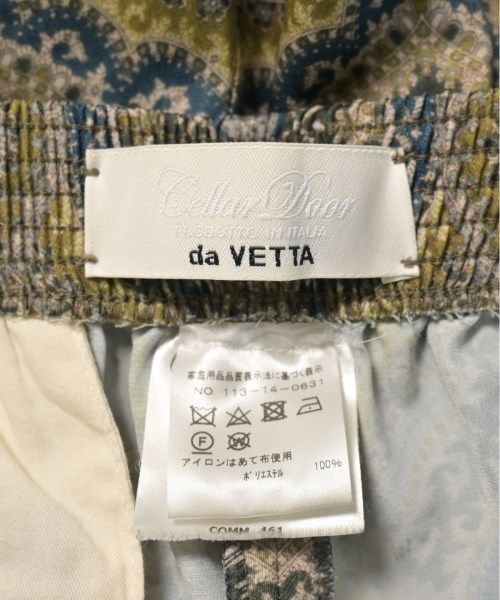 Cellar Door
PRODOTTO IN ITALIA
da VETTA
家庭用品品質表示法に基づく表示
NO. 113-14-0631
F
W
アイロンはあて布使用
ポリエステル 100%
COMM. 161